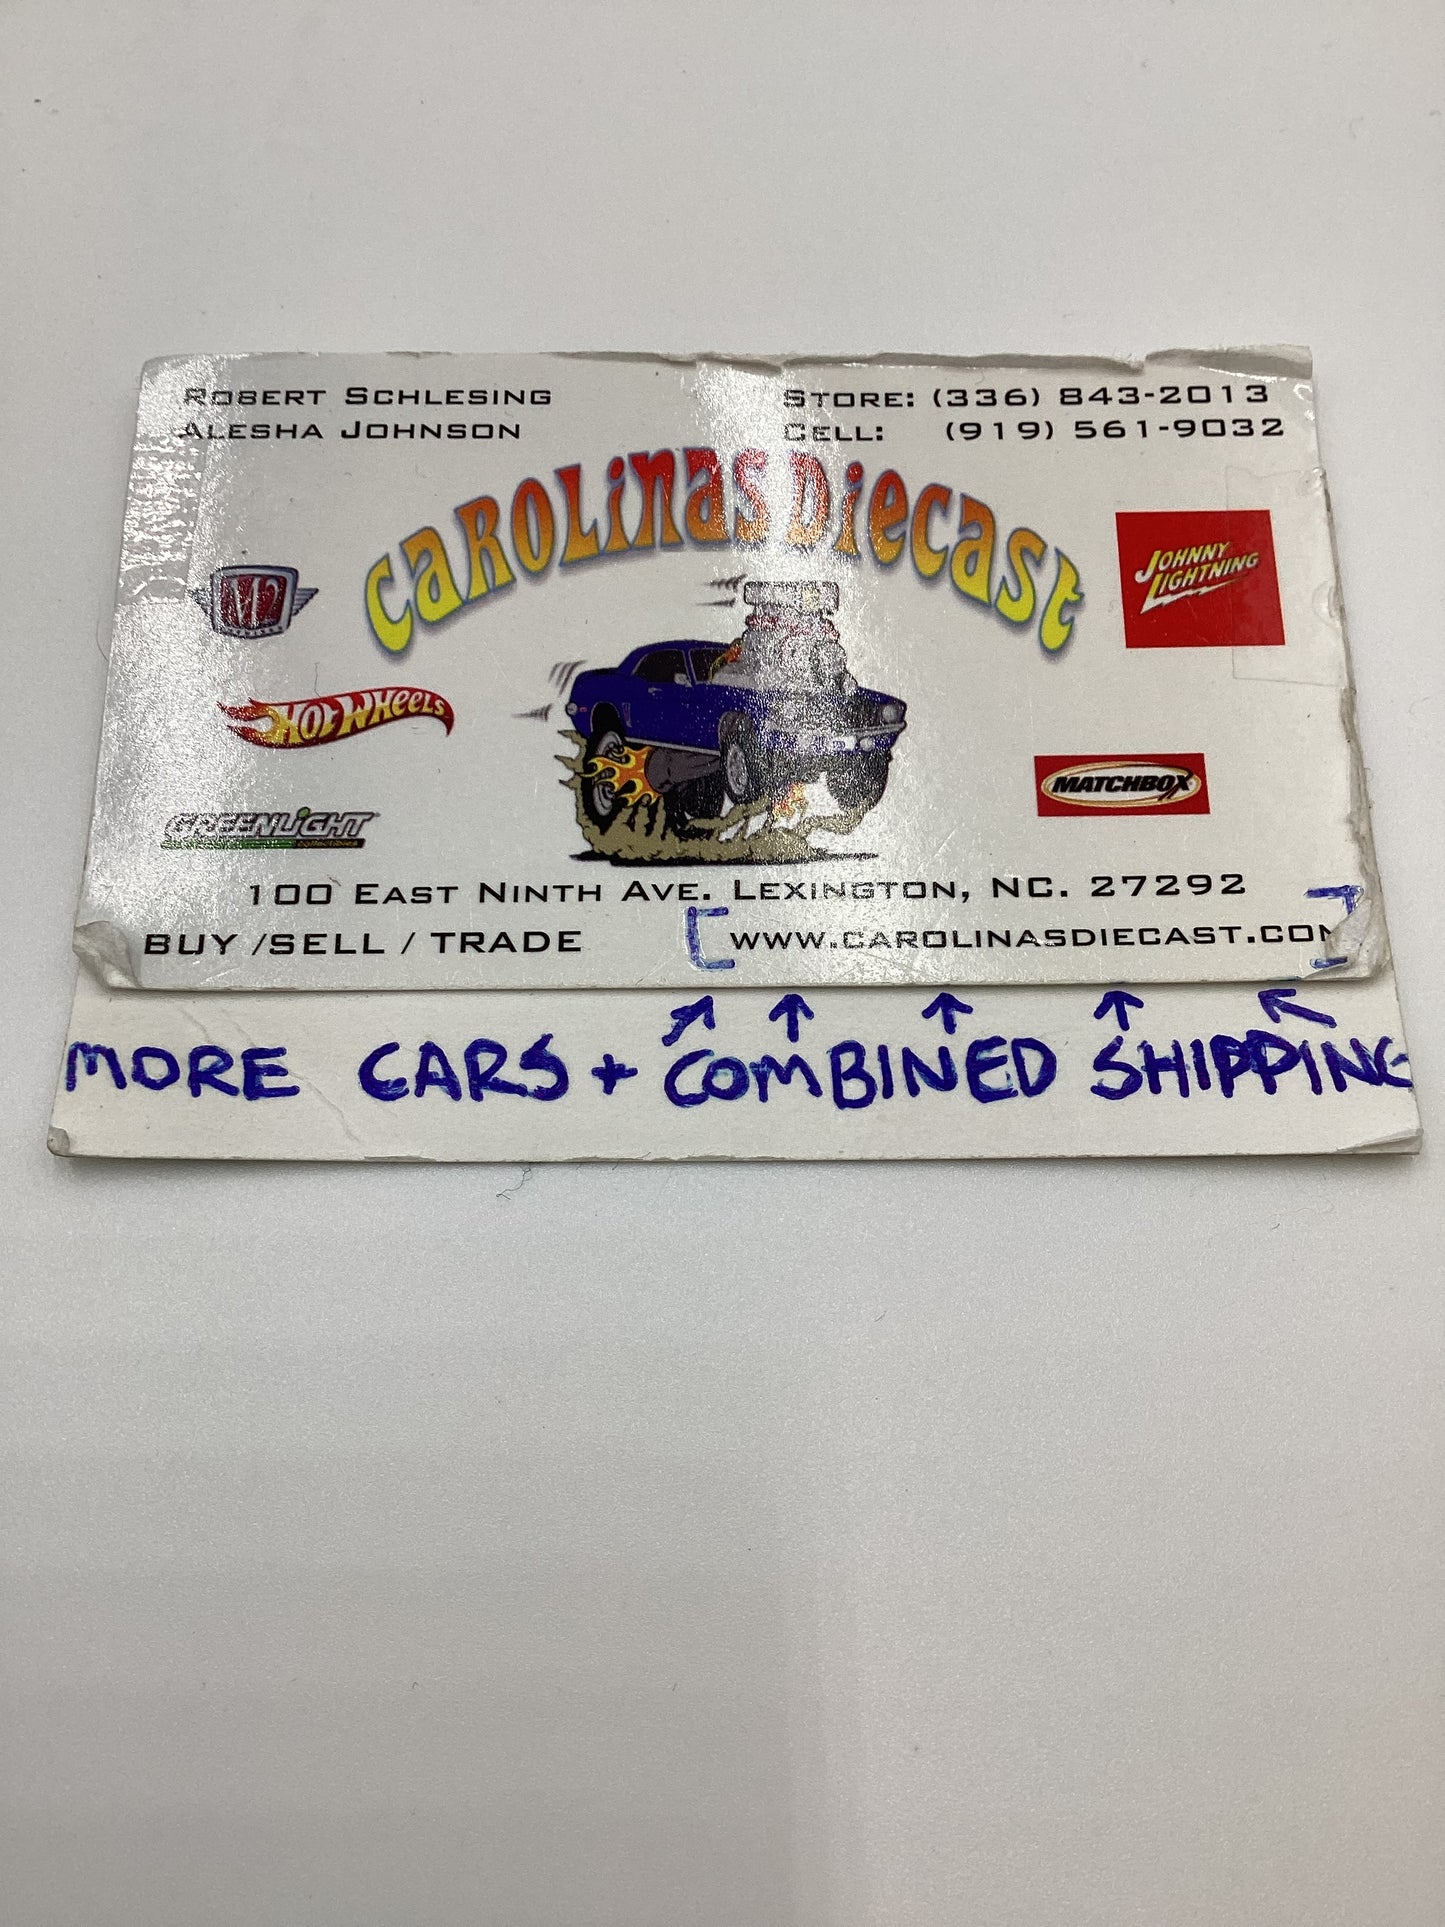 ROBERT SCHLESING
ALESHA JOHNSON
STORE: (336) 843-2013
CELL: (919) 561-9032
CAROLINAS DIECAST
M2
JOHNNY
LIGHTNING
HOT WHEELS
MATCHBOX
GREENLIGHT
collectibles
100 EAST NINTH AVE. LEXINGTON, NC. 27292
BUY /SELL / TRADE
[ WWW.CAROLINASDIECAST.COM ]
MORE CARS + COMBINED SHIPPING